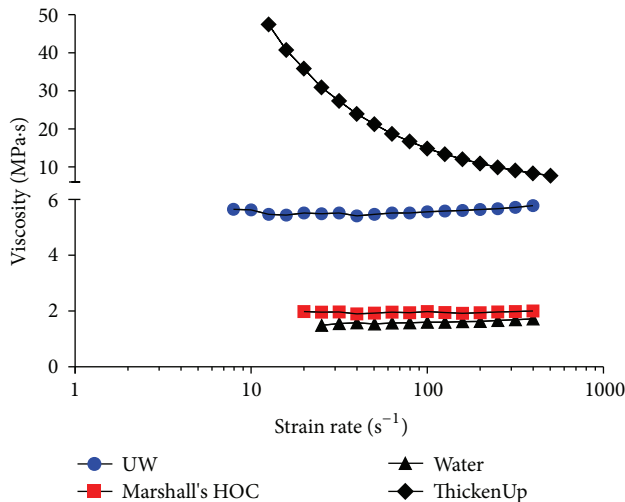 Viscosity (MPa·s)
50
40
30
20
10
6
4
2
0
1
10
100
1000
Strain rate (s⁻¹)
UW
Water
Marshall's HOC
ThickenUp